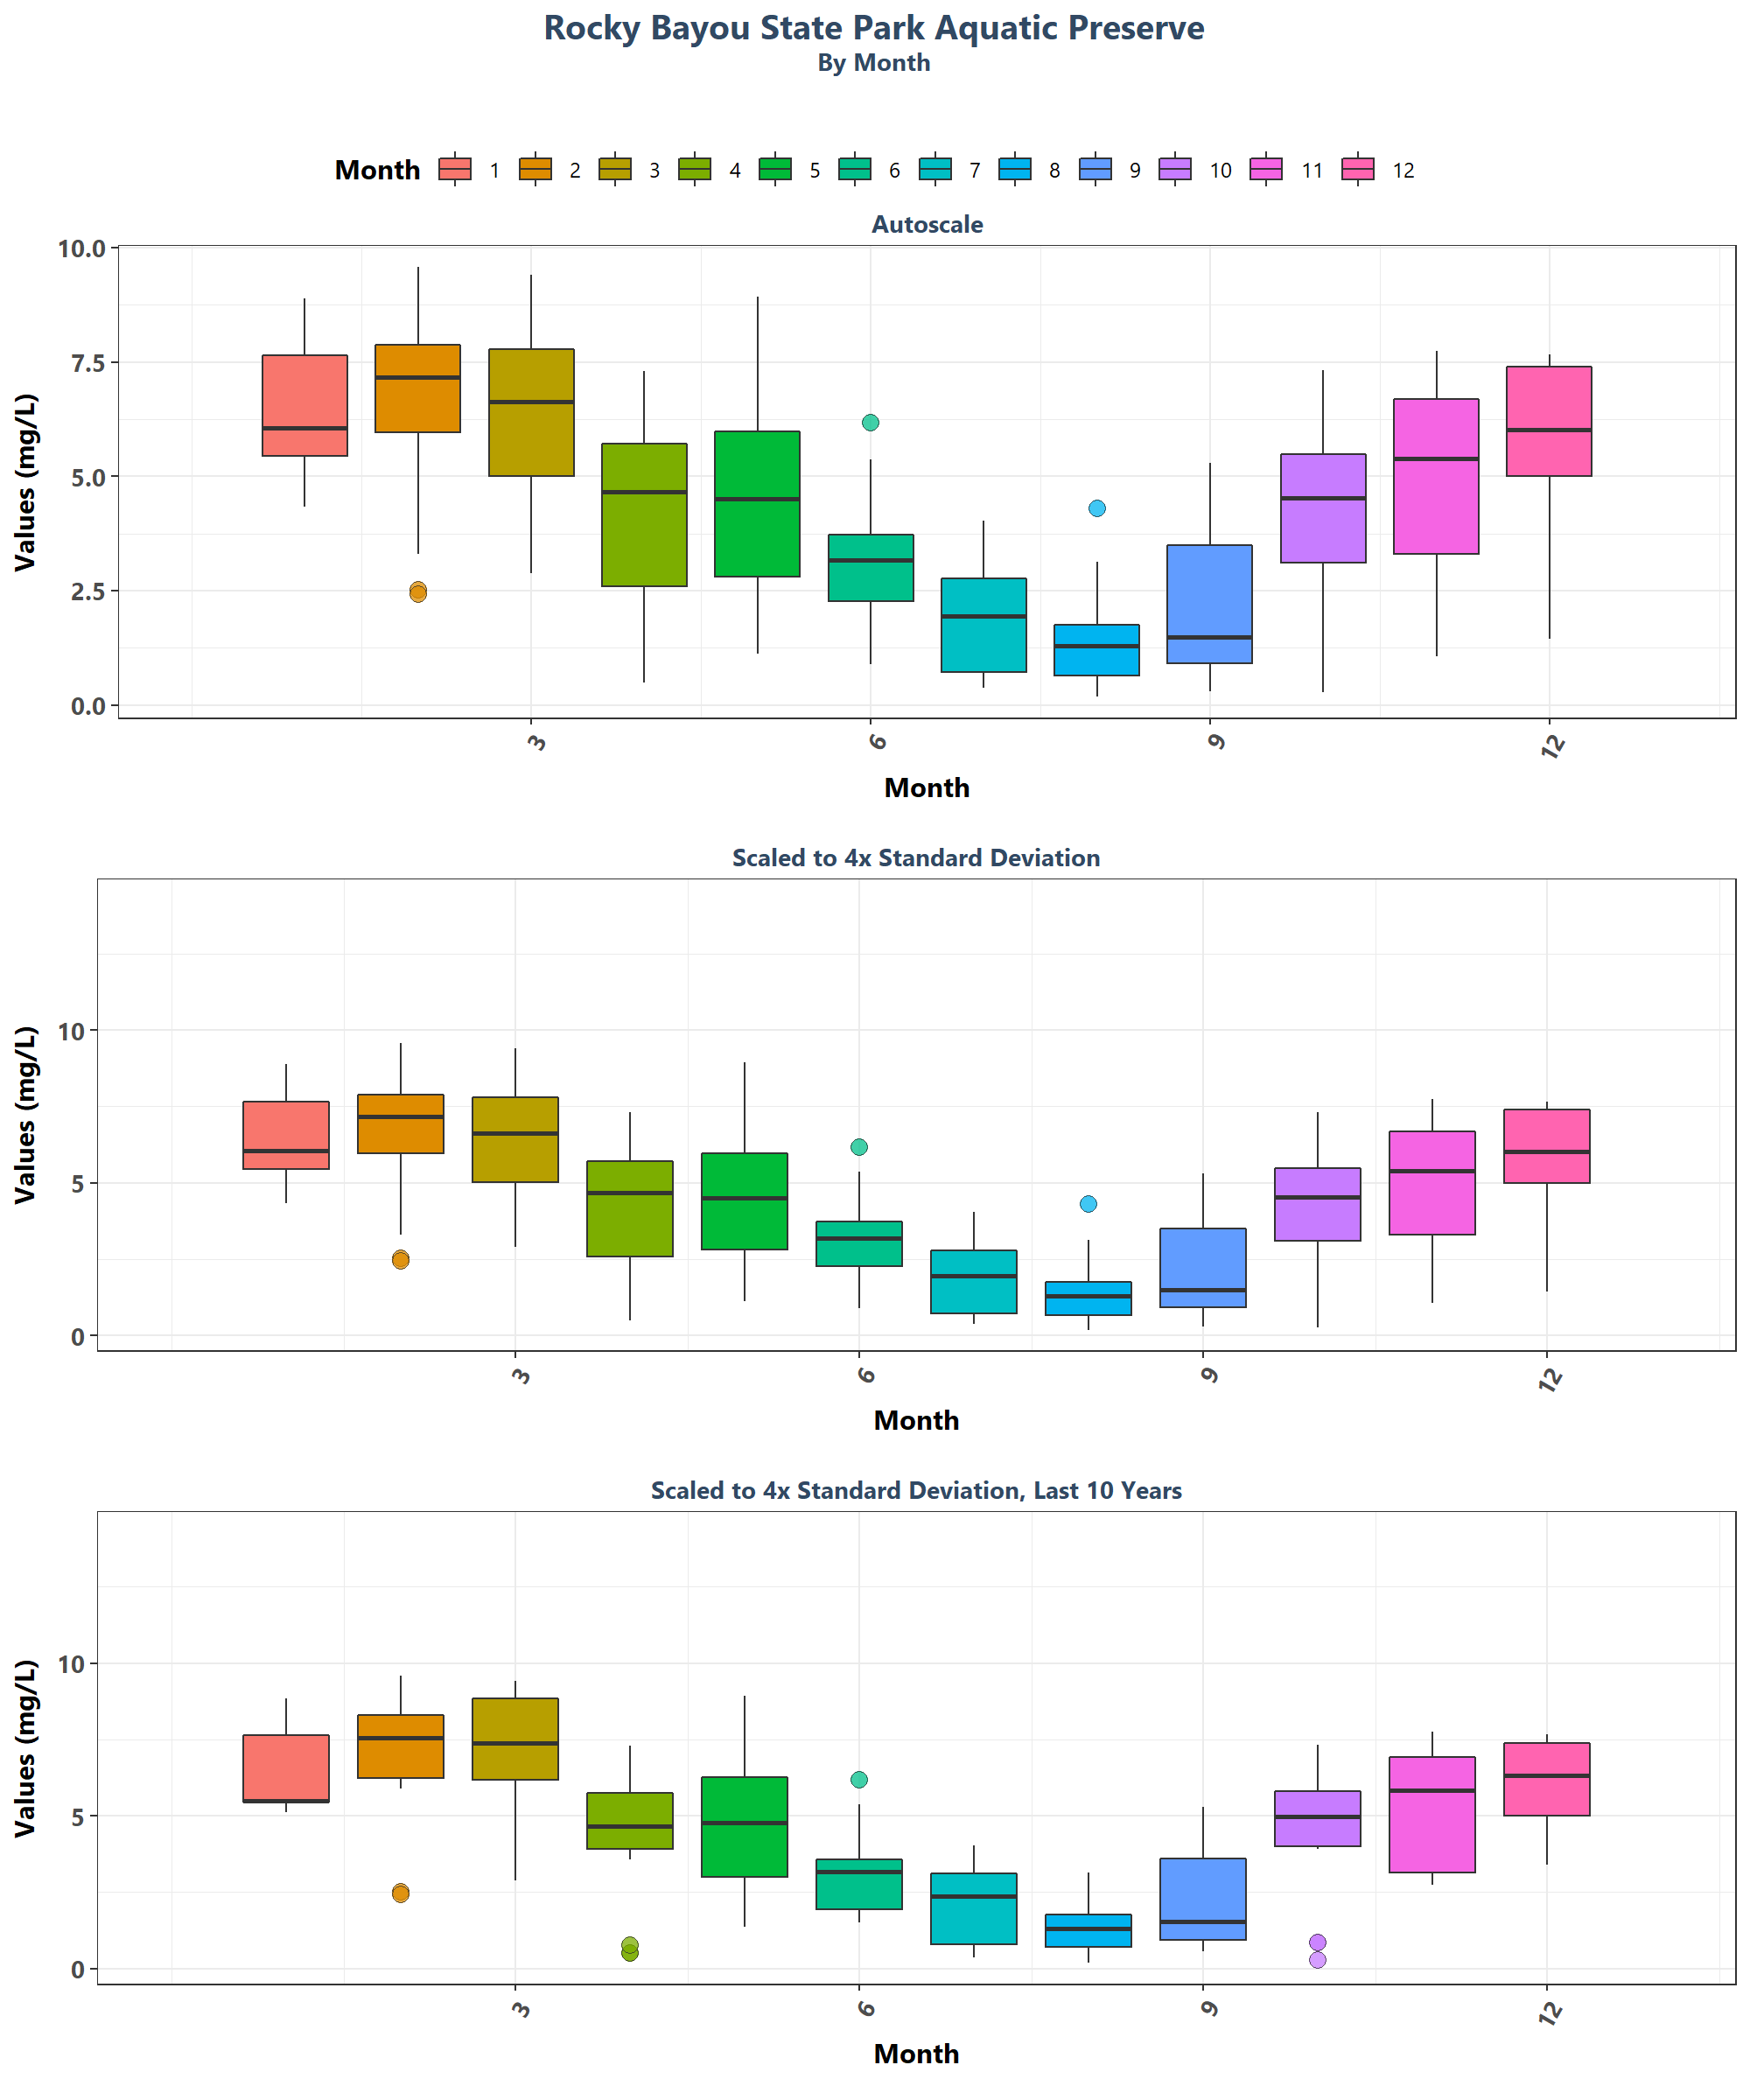 Rocky Bayou State Park Aquatic Preserve
By Month
Month 1 2 3 4 5 6 7 8 9 10 11 12
Autoscale
Values (mg/L)
10.0
7.5
5.0
2.5
0.0
3 6 9 12
Month
Scaled to 4x Standard Deviation
Values (mg/L)
10
5
0
3 6 9 12
Month
Scaled to 4x Standard Deviation, Last 10 Years
Values (mg/L)
10
5
0
3 6 9 12
Month